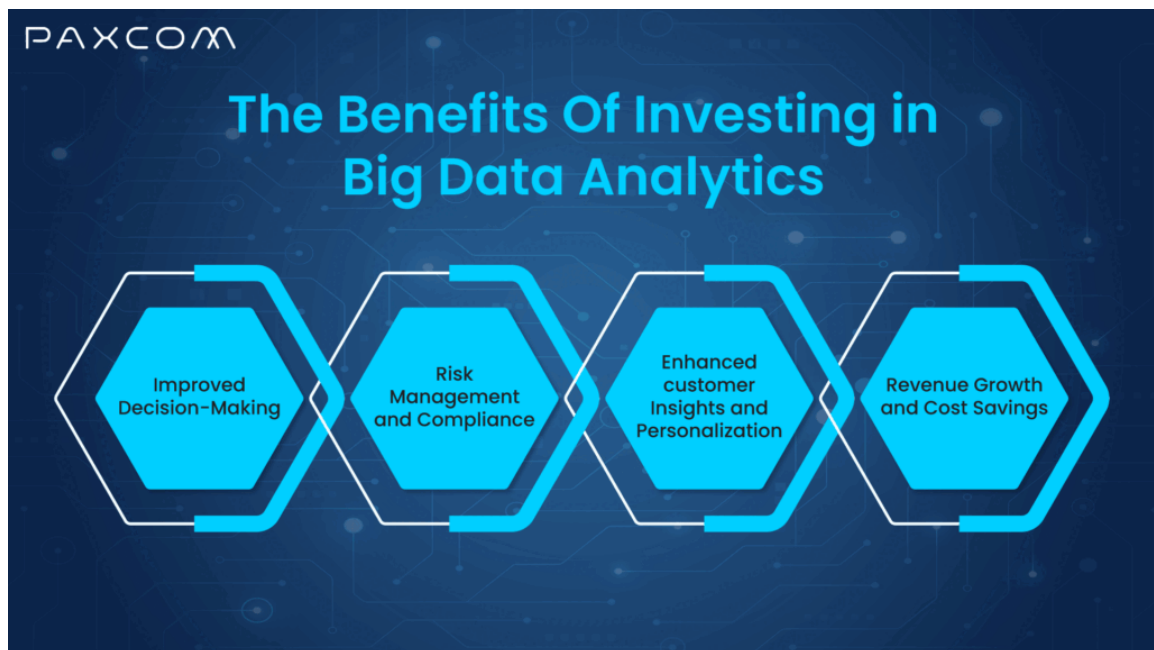 PAXCOM
The Benefits Of Investing in
Big Data Analytics
Improved
Decision-Making
Risk
Management
and Compliance
Enhanced
customer
Insights and
Personalization
Revenue Growth
and Cost Savings